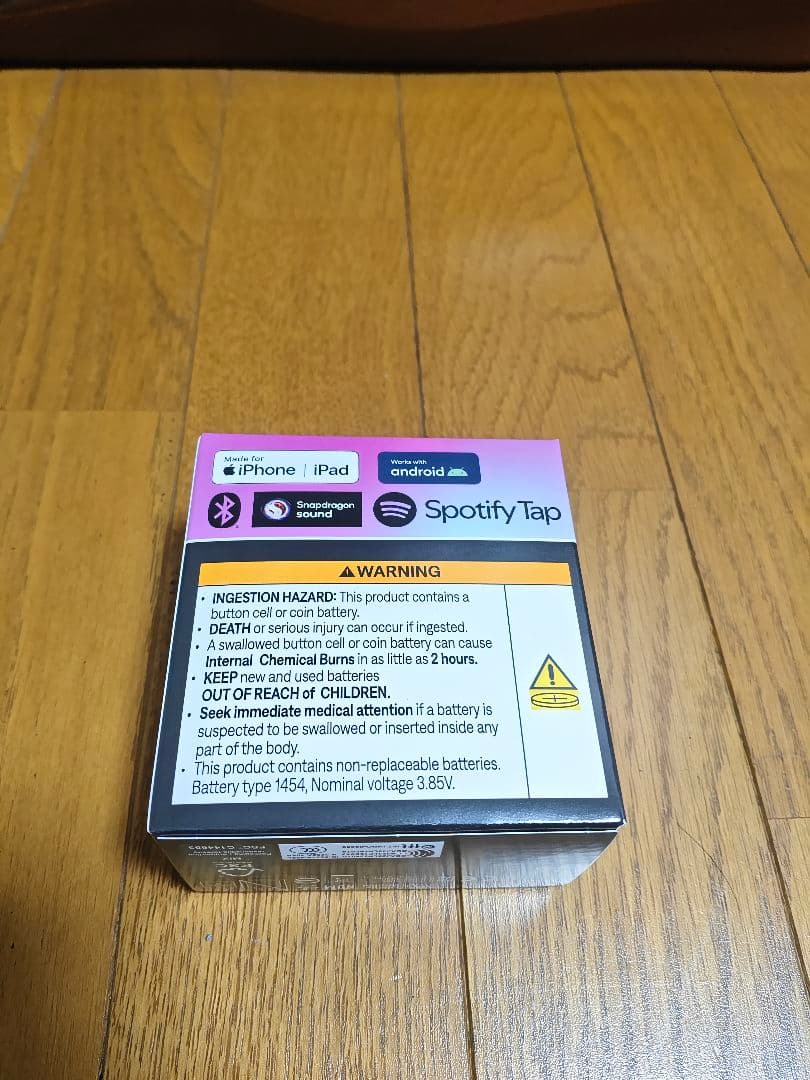 Made for
iPhone | iPad
Works with
android
Snapdragon
sound
Spotify Tap
WARNING
• INGESTION HAZARD: This product contains a
button cell or coin battery.
• DEATH or serious injury can occur if ingested.
• A swallowed button cell or coin battery can cause
Internal Chemical Burns in as little as 2 hours.
• KEEP new and used batteries
OUT OF REACH of CHILDREN.
• Seek immediate medical attention if a battery is
suspected to be swallowed or inserted inside any
part of the body.
• This product contains non-replaceable batteries.
Battery type 1454, Nominal voltage 3.85V.
MIX